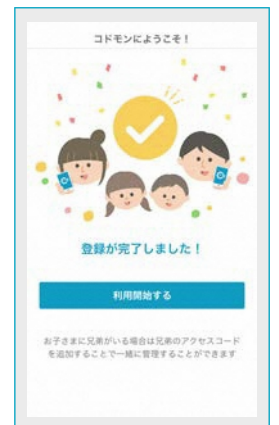 コドモンにようこそ！
登録が完了しました！
利用開始する
お子さまに兄弟がいる場合は兄弟のアクセスコード
を追加することで一緒に管理することができます